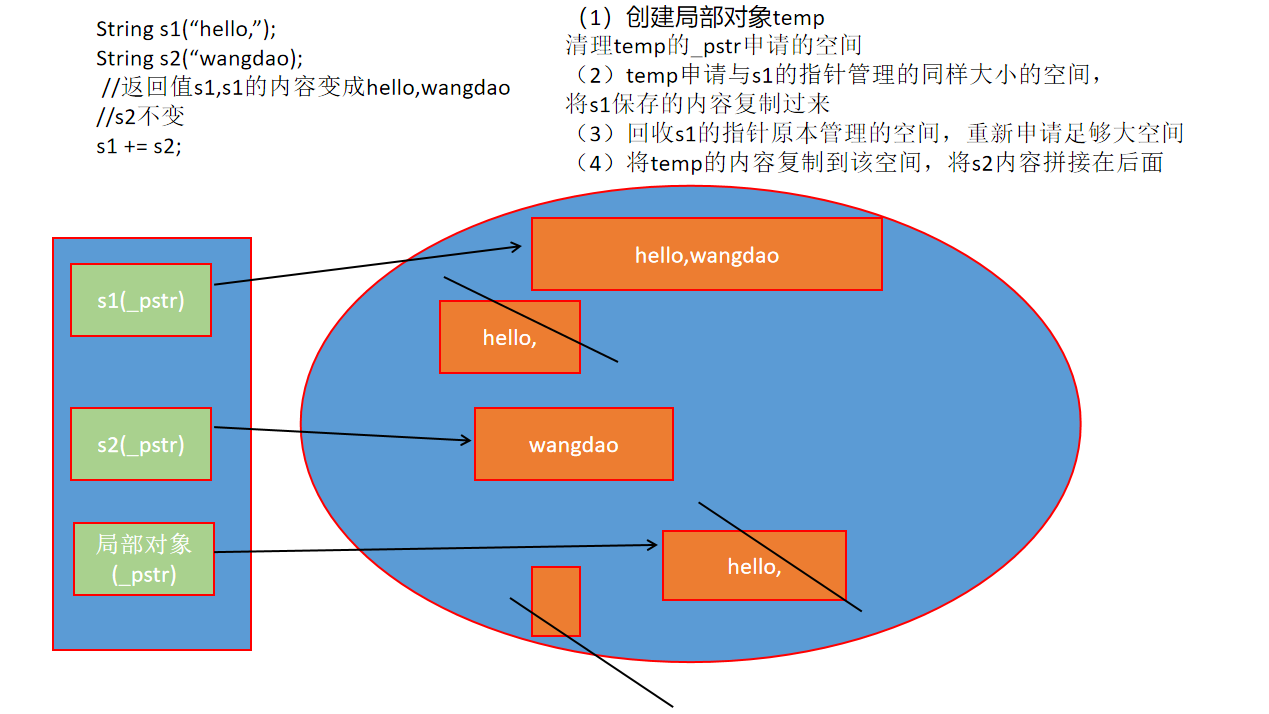 String s1(“hello,”);
String s2(“wangdao);
//返回值s1,s1的内容变成hello,wangdao
//s2不变
s1 += s2;
（1）创建局部对象temp
清理temp的_pstr申请的空间
（2）temp申请与s1的指针管理的同样大小的空间，
将s1保存的内容复制过来
（3）回收s1的指针原本管理的空间，重新申请足够大空间
（4）将temp的内容复制到该空间，将s2内容拼接在后面
hello,wangdao
s1(_pstr)
hello,
s2(_pstr)
wangdao
局部对象
(_pstr)
hello,